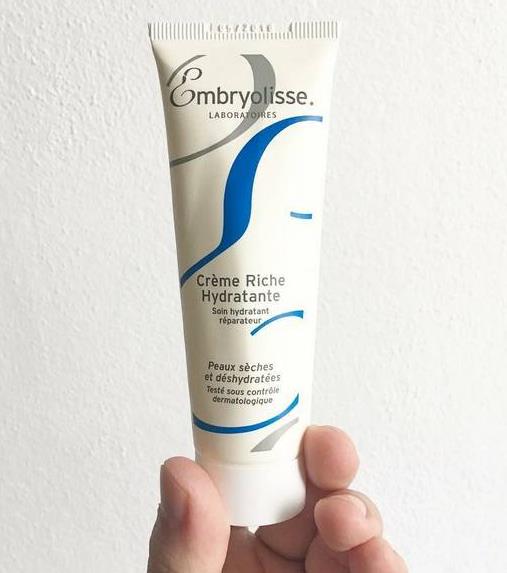 Embryolisse.
LABORATOIRES
Crème Riche
Hydratante
Soin hydratant
réparateur
Peaux sèches
et déshydratées
Testé sous contrôle
dermatologique